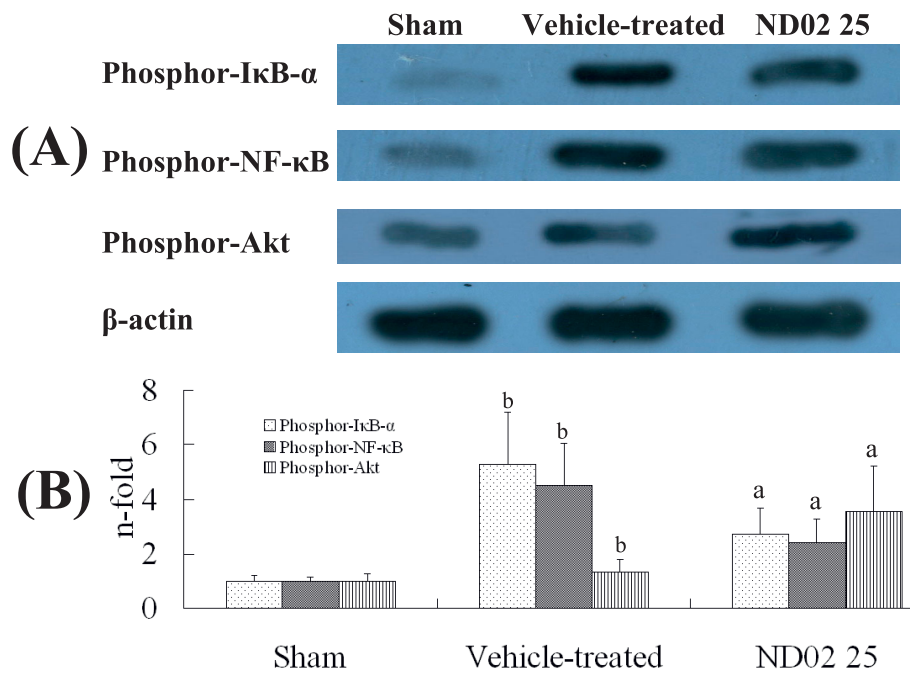 Sham Vehicle-treated ND02 25
Phosphor-IκB-α
(A)
Phosphor-NF-κB
Phosphor-Akt
β-actin
(B)
n-fold
8
6
4
2
0
Phosphor-IκB-α
Phosphor-NF-κB
Phosphor-Akt
b
b
b
a
a
a
Sham Vehicle-treated ND02 25